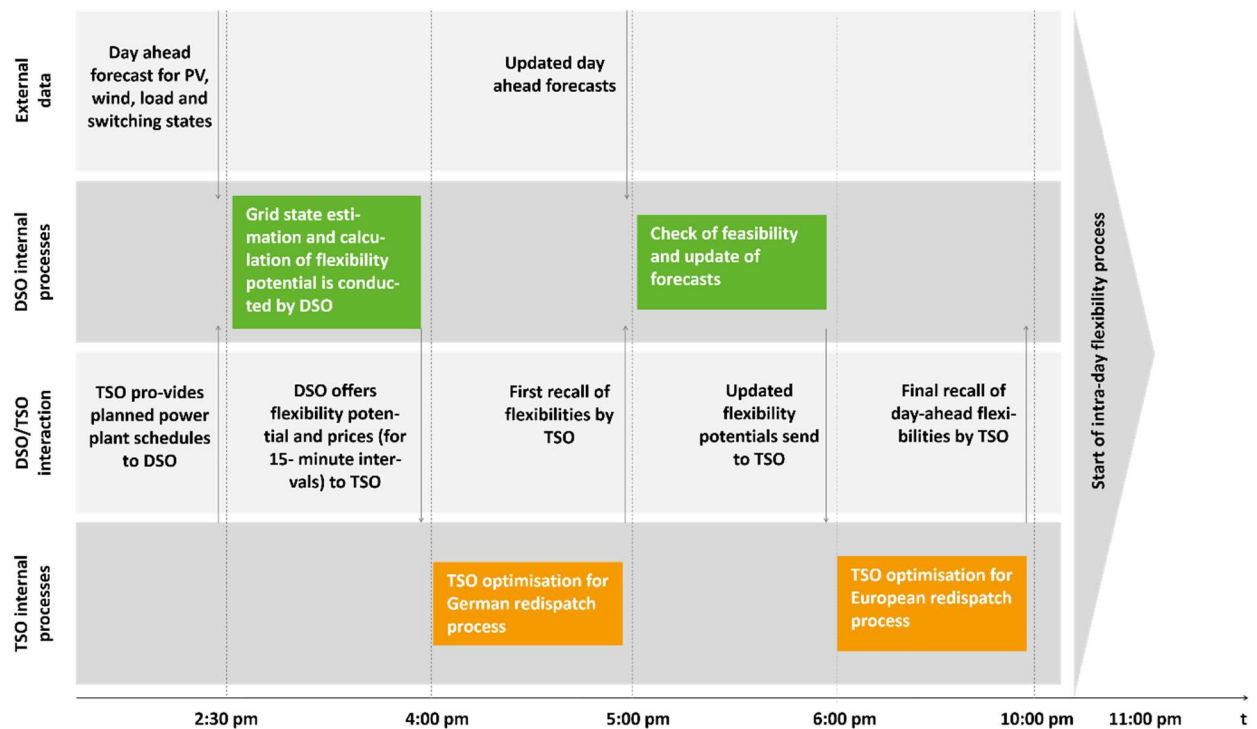 External
data
Day ahead
forecast for PV,
wind, load and
switching states
Updated day
ahead forecasts
DSO internal
processes
Grid state esti-
mation and calcu-
lation of flexibility
potential is conduc-
ted by DSO
Check of feasibility
and update of
forecasts
DSO/TSO
interaction
TSO pro-vides
planned power
plant schedules
to DSO
DSO offers
flexibility poten-
tial and prices (for
15- minute inter-
vals) to TSO
First recall of
flexibilities by
TSO
Updated
flexibility
potentials send
to TSO
Final recall of
day-ahead flexi-
bilities by TSO
TSO internal
processes
TSO optimisation for
German redispatch
process
TSO optimisation for
European redispatch
process
Start of intra-day flexibility process
2:30 pm
4:00 pm
5:00 pm
6:00 pm
10:00 pm
11:00 pm
t